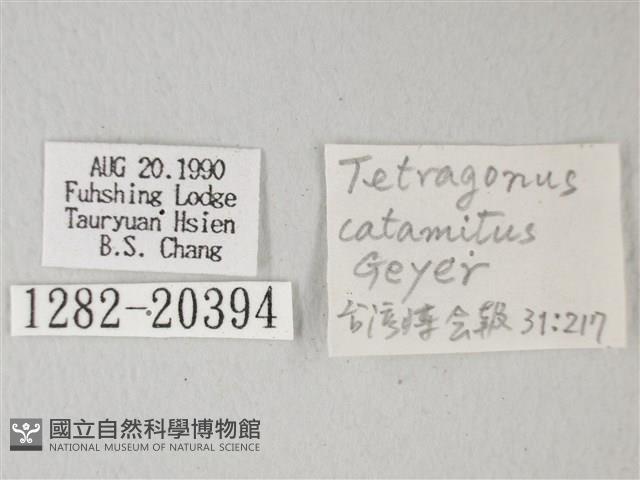 AUG 20.1990
Fuhshing Lodge
Tauryuan Hsien
B.S. Chang
1282-20394
Tetragonus
catamitus
Geyer
台湾博会報 31:217
國立自然科學博物館
NATIONAL MUSEUM OF NATURAL SCIENCE